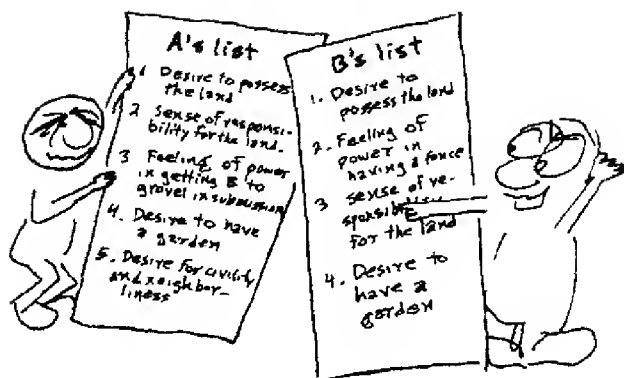 A's list
1 Desire to possess
the land
2 sense of responsi-
bility for the land.
3 Feeling of power
in getting B to
grovel in submission
4. Desire to have
a garden
5. Desire for civility
and neighbor-
liness
B's list
1. Desire to
possess the land
2. Feeling of
power in
having a fence
3 sense of re-
for the land
4. Desire to
have a
garden